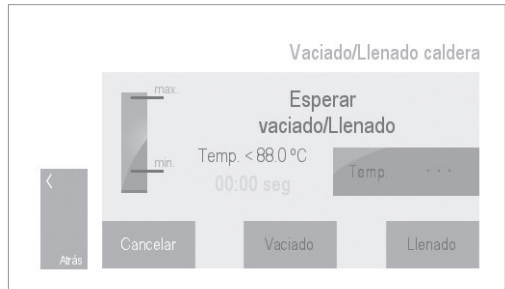 Vaciado/Llenado caldera
max.
Esperar
vaciado/Llenado
min.
Temp. < 88.0 ºC
Temp. - - -
00:00 seg
<
Cancelar
Vaciado
Llenado
Atrás